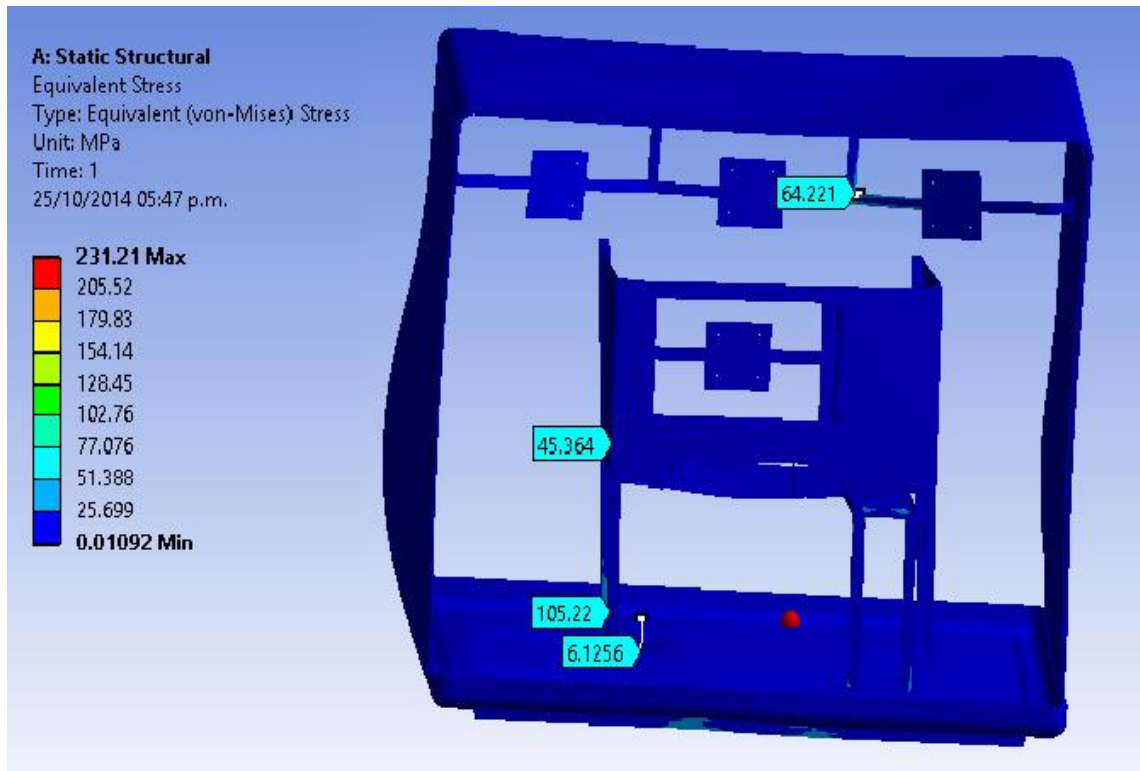 A: Static Structural
Equivalent Stress
Type: Equivalent (von-Mises) Stress
Unit: MPa
Time: 1
25/10/2014 05:47 p.m.
231.21 Max
205.52
179.83
154.14
128.45
102.76
77.076
51.388
25.699
0.01092 Min
64.221
45.364
105.22
6.1256